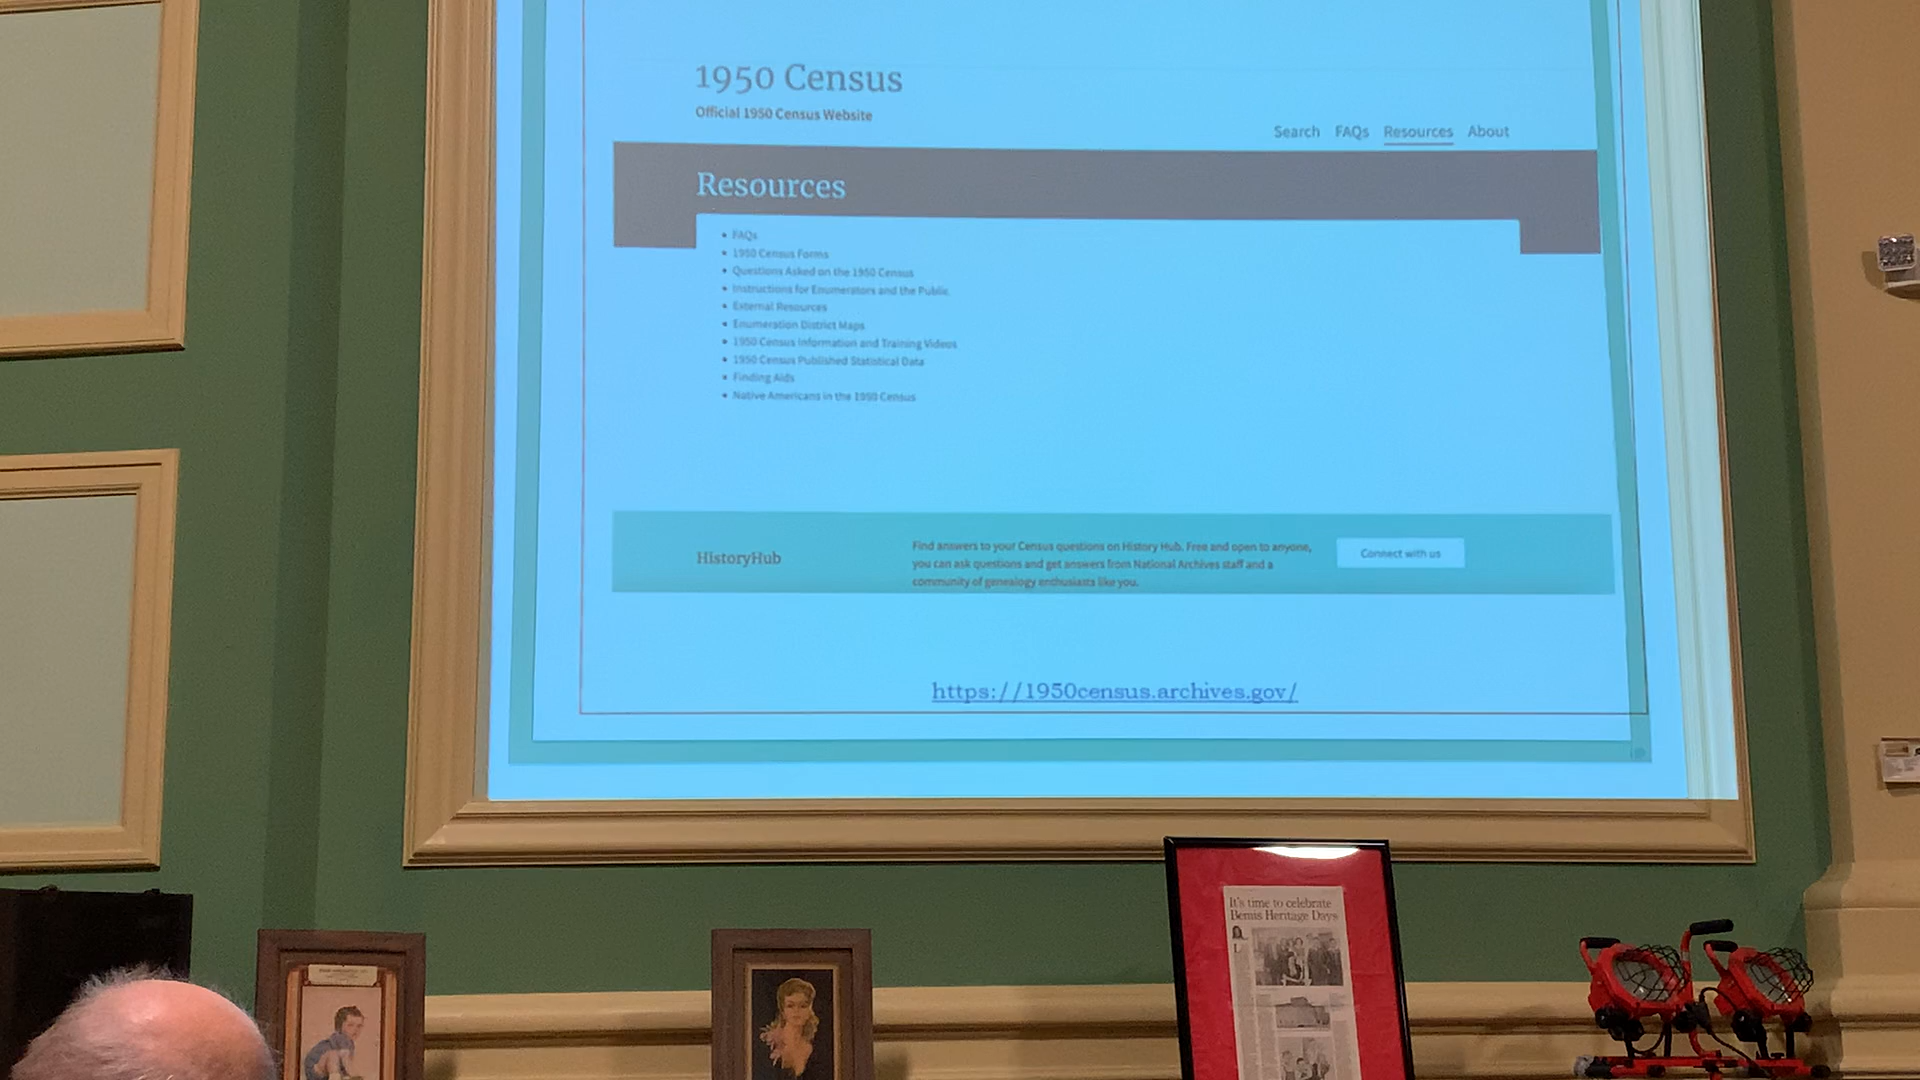 1950 Census
Official 1950 Census Website
Search FAQs Resources About
Resources
• FAQs
• 1950 Census Forms
• Questions Asked on the 1950 Census
• Instructions for Enumerators and the Public
• External Resources
• Enumeration District Maps
• 1950 Census Information and Training Videos
• 1950 Census Published Statistical Data
• Finding Aids
• Native Americans in the 1950 Census
HistoryHub
Find answers to your Census questions on History Hub. Free and open to anyone,
you can ask questions and get answers from National Archives staff and a
community of genealogy enthusiasts like you.
Connect with us
https://1950census.archives.gov/
It's time to celebrate
Bemis Heritage Days